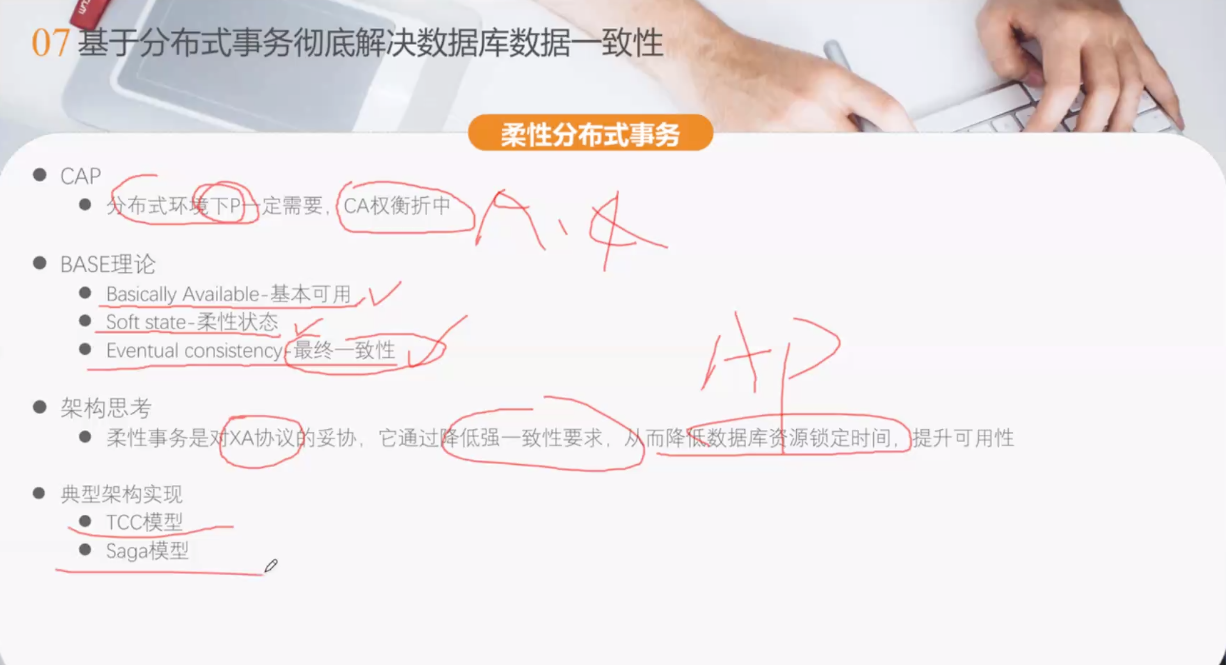 07 基于分布式事务彻底解决数据库数据一致性
柔性分布式事务
CAP
分布式环境下P一定需要，CA权衡折中
A、
BASE理论
Basically Available-基本可用
Soft state-柔性状态
Eventual consistency-最终一致性
AP
架构思考
柔性事务是对XA协议的妥协，它通过降低强一致性要求，从而降低数据库资源锁定时间，提升可用性
典型架构实现
TCC模型
Saga模型